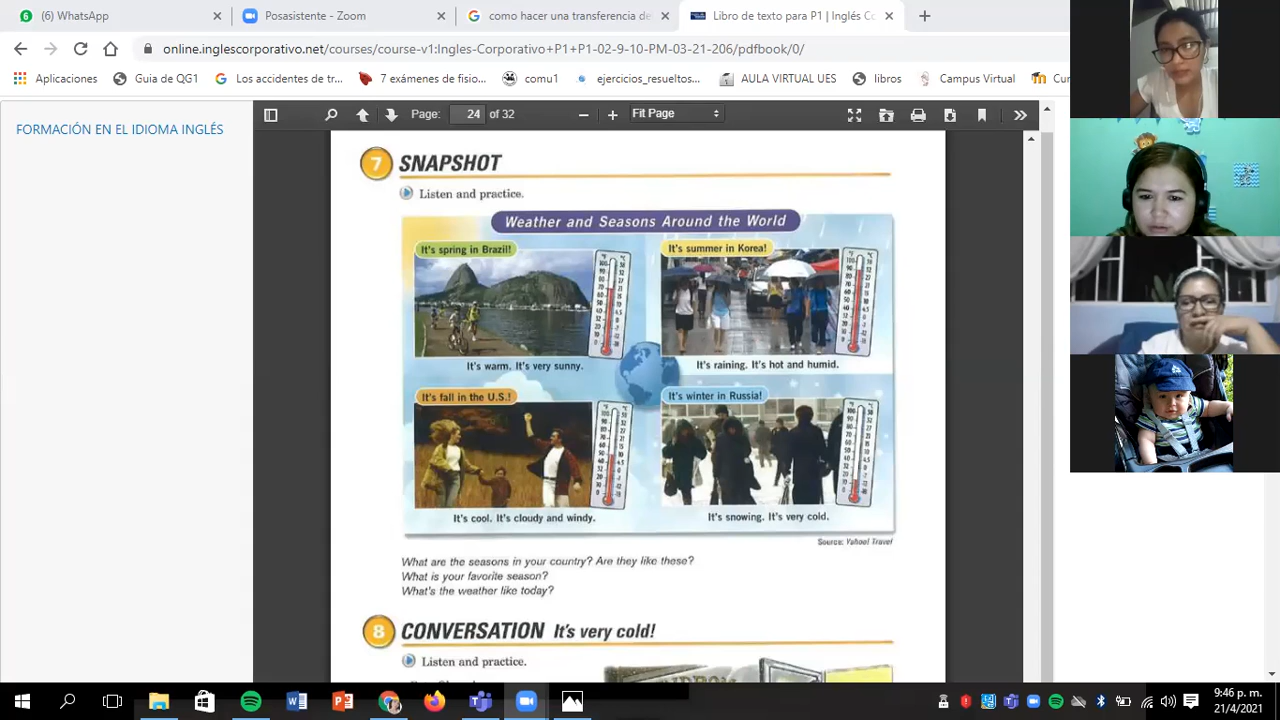 (6) WhatsApp
Posasistente - Zoom
como hacer una transferencia de
Libro de texto para P1 | Inglés Co
online.inglescorporativo.net/courses/course-v1:Ingles-Corporativo+P1+P1-02-9-10-PM-03-21-206/pdfbook/0/
Aplicaciones
Guia de QG1
Los accidentes de tr...
7 exámenes de fisio...
comu1
ejercicios_resueltos...
AULA VIRTUAL UES
libros
Campus Virtual
FORMACIÓN EN EL IDIOMA INGLÉS
Page: 24 of 32
Fit Page
7 SNAPSHOT
Listen and practice.
Weather and Seasons Around the World
It's spring in Brazil!
It's summer in Korea!
It's warm. It's very sunny.
It's raining. It's hot and humid.
It's fall in the U.S.!
It's winter in Russia!
It's cool. It's cloudy and windy.
It's snowing. It's very cold.
Source: Yahoo! Travel
What are the seasons in your country? Are they like these?
What is your favorite season?
What's the weather like today?
8 CONVERSATION It's very cold!
Listen and practice.
9:46 p. m.
21/4/2021